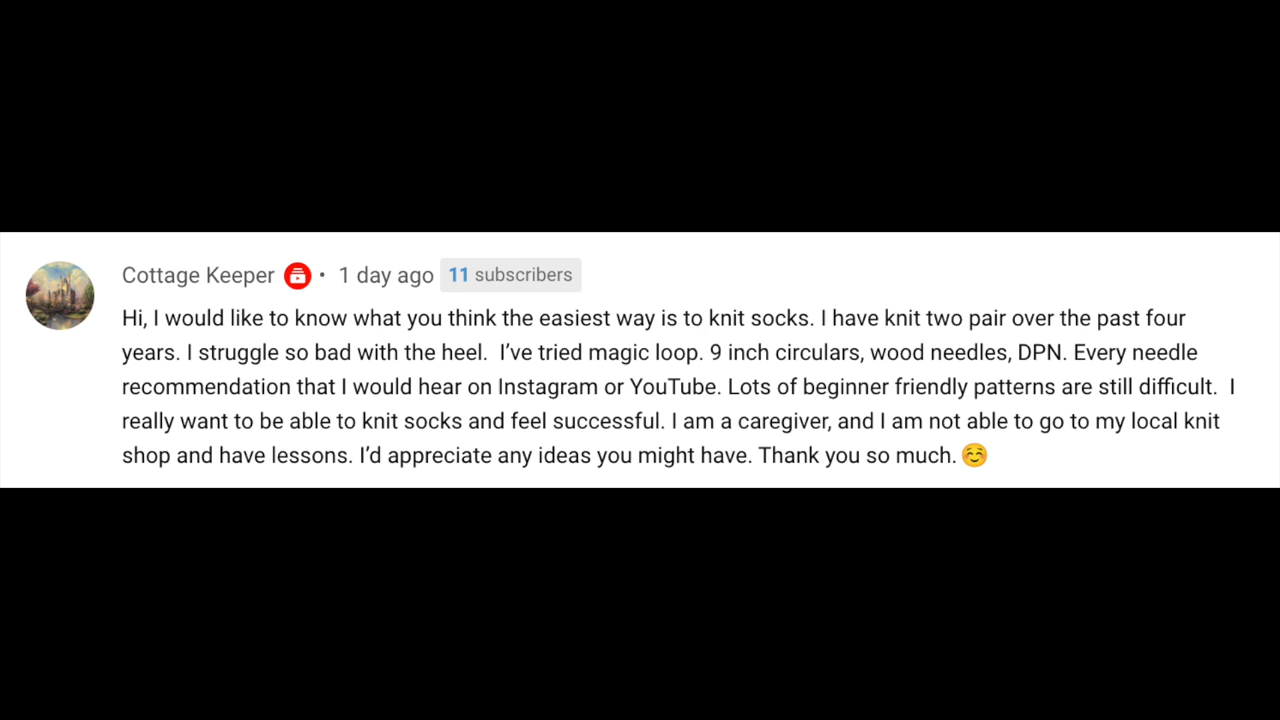 Cottage Keeper • 1 day ago 11 subscribers
Hi, I would like to know what you think the easiest way is to knit socks. I have knit two pair over the past four
years. I struggle so bad with the heel.  I’ve tried magic loop. 9 inch circulars, wood needles, DPN. Every needle
recommendation that I would hear on Instagram or YouTube. Lots of beginner friendly patterns are still difficult.  I
really want to be able to knit socks and feel successful. I am a caregiver, and I am not able to go to my local knit
shop and have lessons. I’d appreciate any ideas you might have. Thank you so much. ☺️